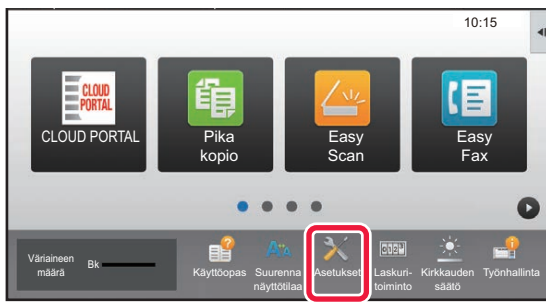 10:15
CLOUD
PORTAL
CLOUD PORTAL
Pika
kopio
Easy
Scan
Easy
Fax
Väriaineen
määrä
Bk
Käyttöopas
Suurenna
näyttötilaa
Asetukset
Laskuri-
toiminto
Kirkkauden
säätö
Työnhallinta